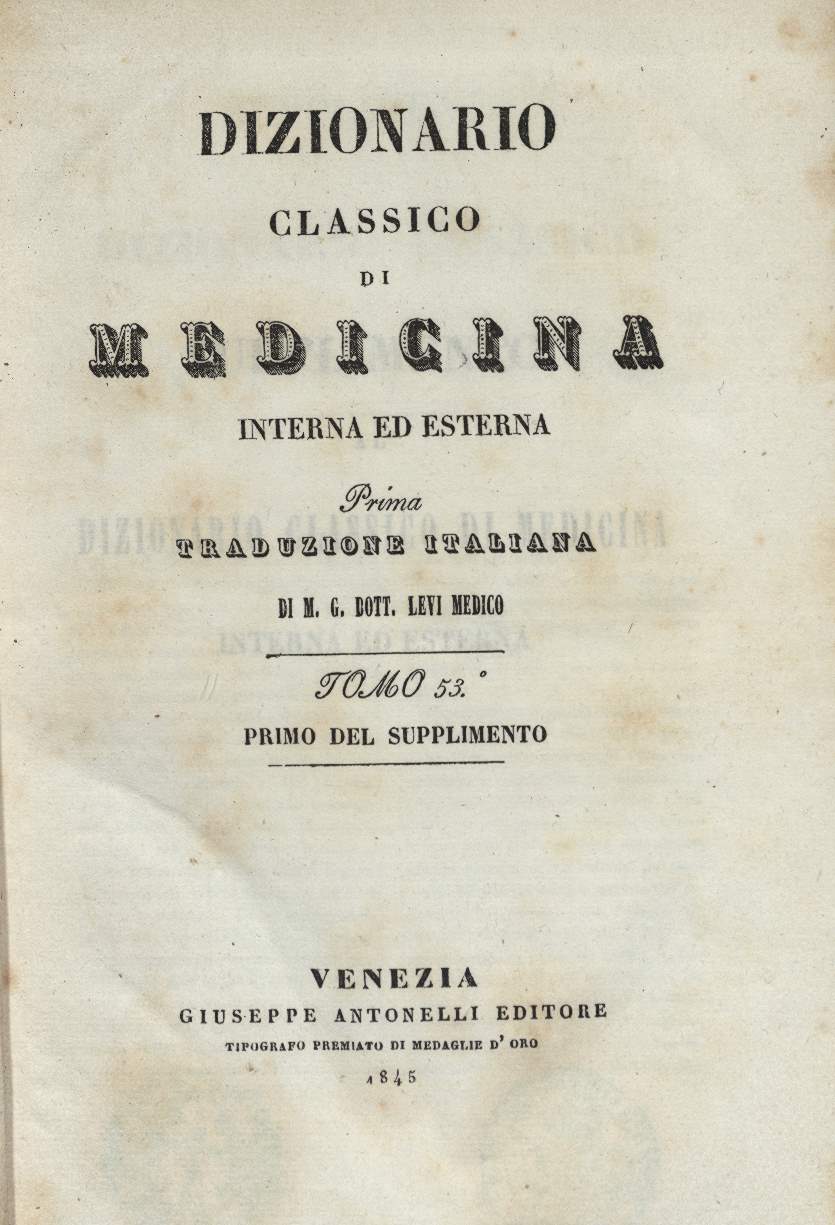 DIZIONARIO
CLASSICO
DI
MEDICINA
INTERNA ED ESTERNA
Prima
TRADUZIONE ITALIANA
DI M. G. DOTT. LEVI MEDICO
TOMO 53.°
PRIMO DEL SUPPLIMENTO
VENEZIA
GIUSEPPE ANTONELLI EDITORE
TIPOGRAFO PREMIATO DI MEDAGLIE D' ORO
1845